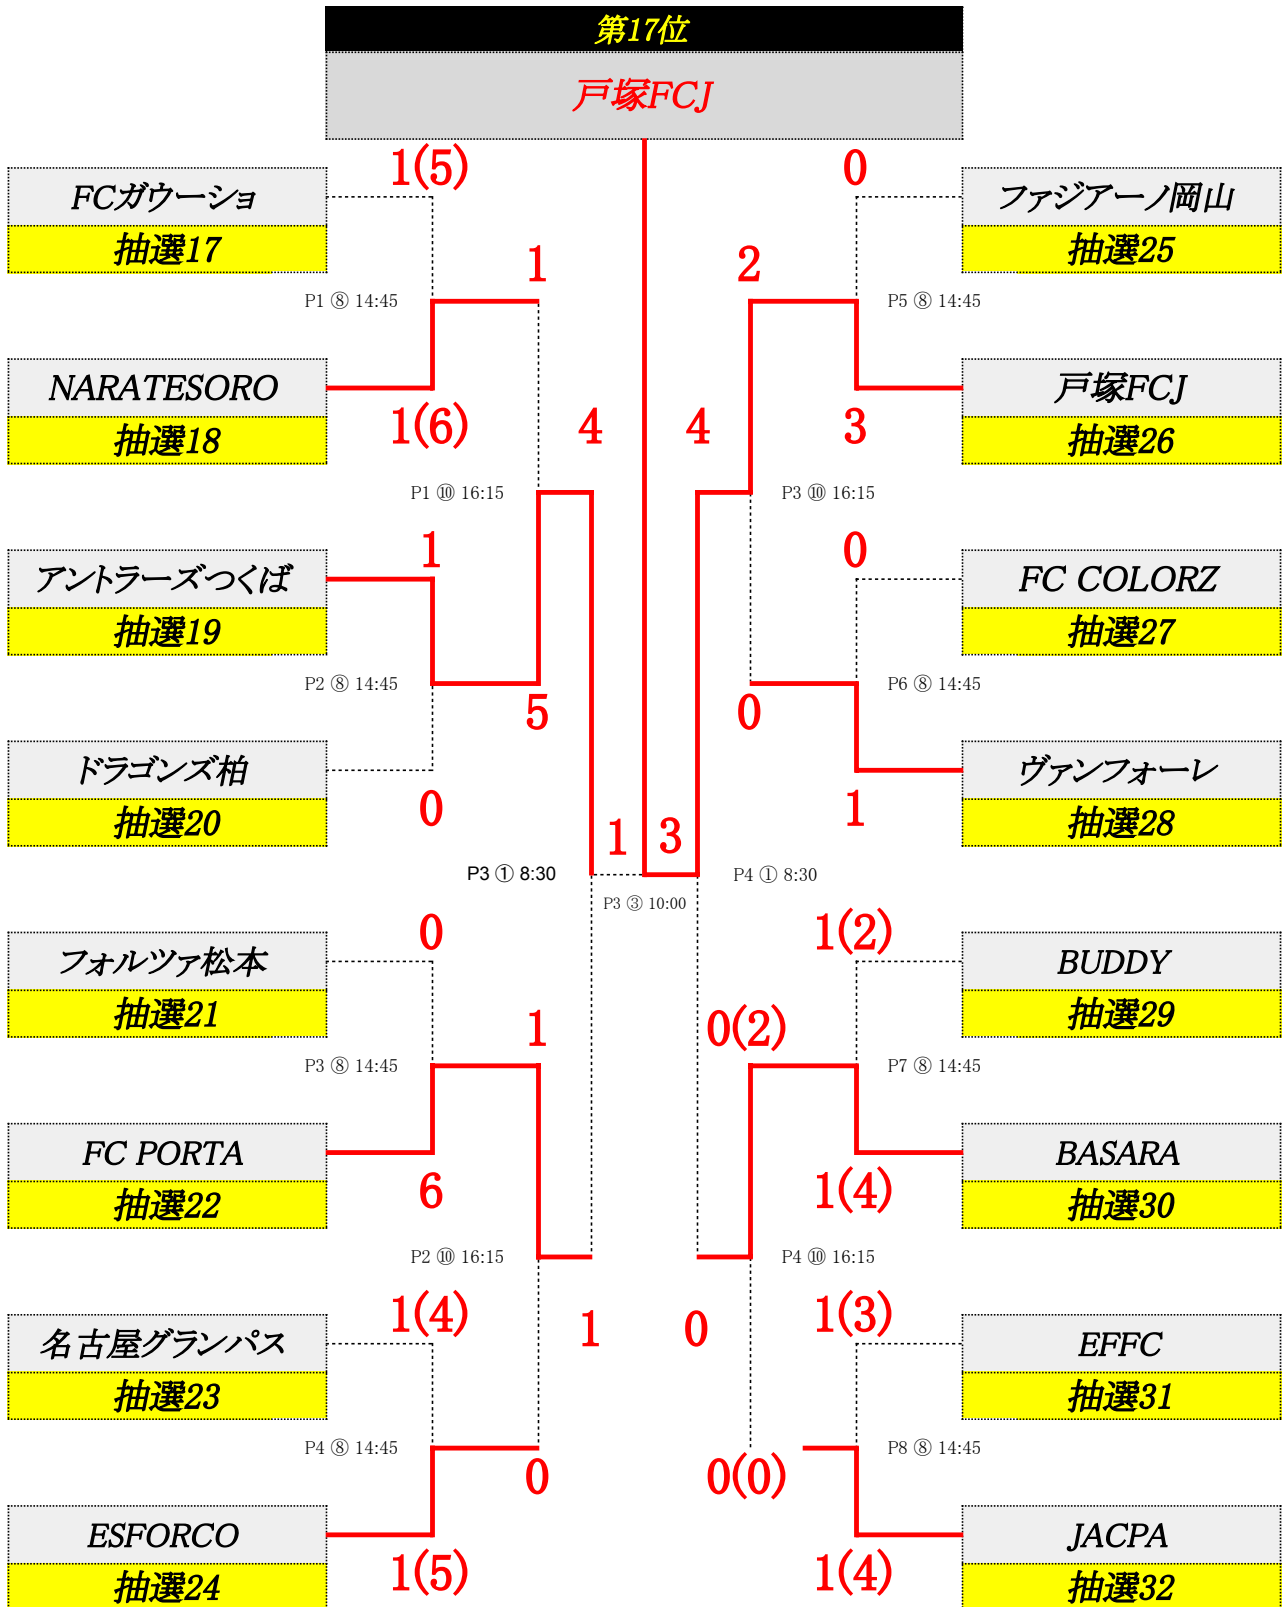 第17位
戸塚FCJ
1(5)
0
FCガウーショ
ファジアーノ岡山
抽選17
抽選25
1
2
P1 ⑧ 14:45
P5 ⑧ 14:45
NARATESORO
戸塚FCJ
1(6)
4
4
3
抽選18
抽選26
P1 ⑩ 16:15
P3 ⑩ 16:15
1
0
アントラーズつくば
FC COLORZ
抽選19
抽選27
P2 ⑧ 14:45
P6 ⑧ 14:45
5
0
ドラゴンズ柏
ヴァンフォーレ
0
1
抽選20
抽選28
1
3
P3 ① 8:30
P4 ① 8:30
P3 ③ 10:00
0
1(2)
フォルツァ松本
BUDDY
抽選21
抽選29
1
0(2)
P3 ⑧ 14:45
P7 ⑧ 14:45
FC PORTA
BASARA
6
1(4)
抽選22
抽選30
P2 ⑩ 16:15
P4 ⑩ 16:15
1(4)
1
0
1(3)
名古屋グランパス
EFFC
抽選23
抽選31
P4 ⑧ 14:45
P8 ⑧ 14:45
0
0(0)
ESFORCO
JACPA
1(5)
1(4)
抽選24
抽選32